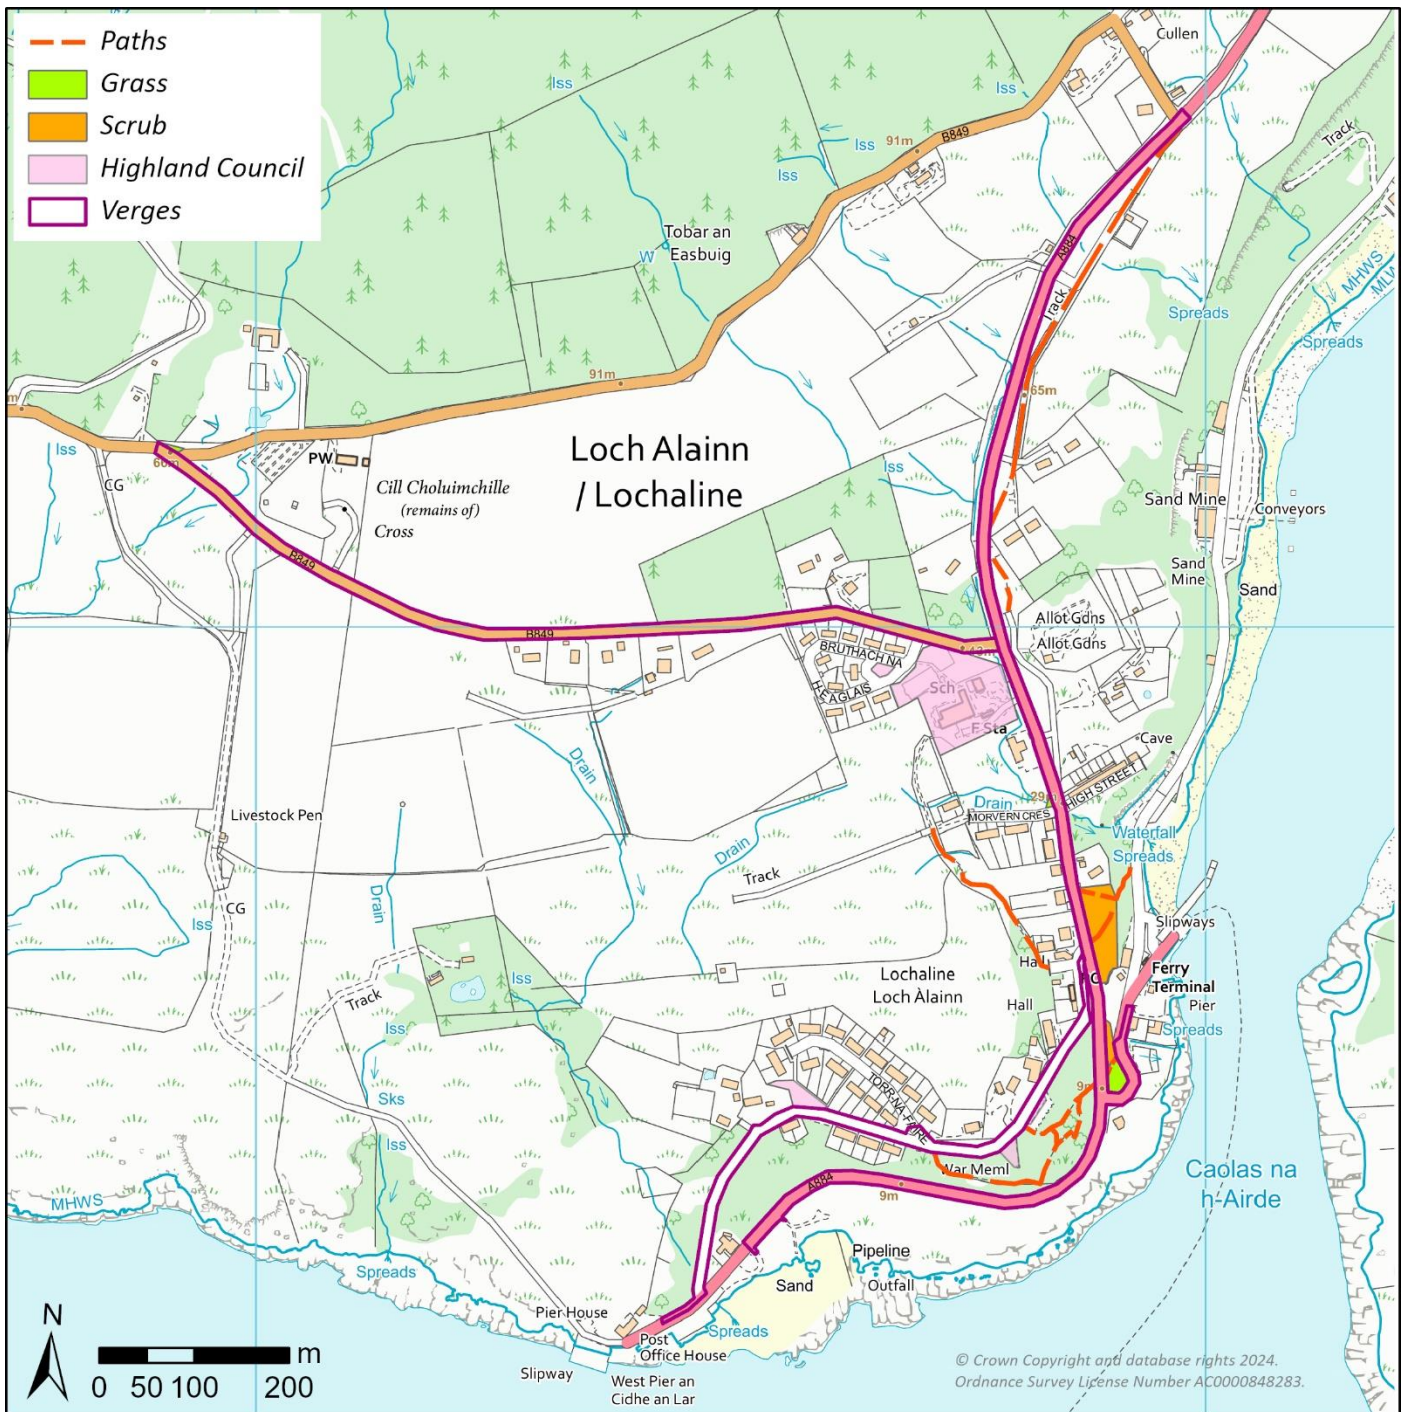 Paths
Grass
Scrub
Highland Council
Verges
Cullen
Iss
Iss
B849
91m
Iss
Iss
Track
Tobar an
Easbuig
W
A884
MHWS
Spreads
Spreads
Track
91m
65m
Iss
60m
PW
CG
Loch Alainn
/ Lochaline
Cill Choluimchille
(remains of)
Cross
Iss
Sand Mine
Conveyors
B849
Sand
Mine
Sand
Allot Gdns
Allot Gdns
B849
BRUTHACH NA
H-EAGLAIS
Sch
Sta
Cave
Drain
29m
HIGH STREET
Drain
MORVERN CRES
Livestock Pen
Waterfall
Spreads
Drain
Track
Drain
CG
Iss
Slipways
Hall
Ferry
Terminal
Pier
Lochaline
Loch Àlainn
Hall
Iss
Track
Iss
Spreads
Sks
TORR-NA-FAIRE
9m
Iss
War Meml
Caolas na
h-Airde
MHWS
A884
9m
Pipeline
Outfall
Spreads
Sand
Pier House
Spreads
Post
Office House
Slipway
West Pier an
Cidhe an Lar
N
m
0 50 100 200
© Crown Copyright and database rights 2024.
Ordnance Survey License Number AC0000848283.